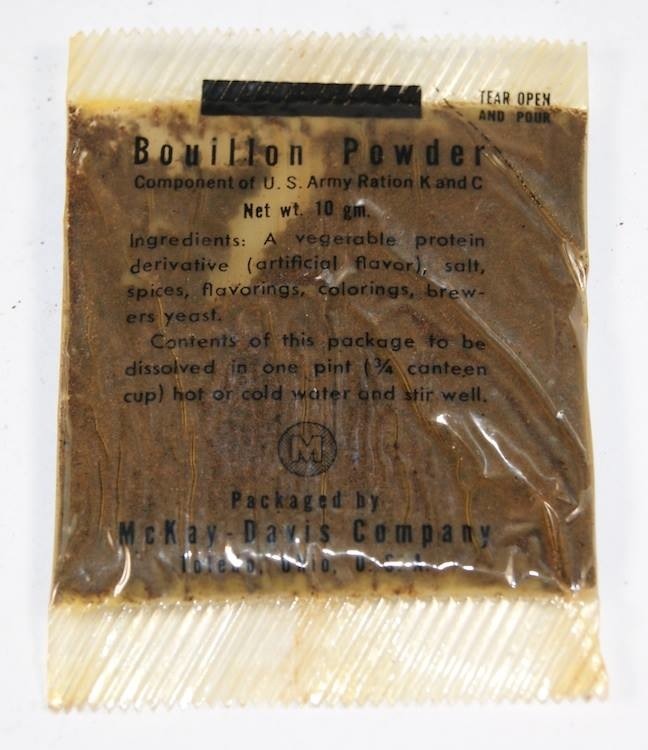 TEAR OPEN
AND POUR
Bouillon Powder
Component of U. S. Army Ration K and C
Net wt. 10 gm.
Ingredients: A vegetable protein
derivative (artificial flavor), salt,
spices, flavorings, colorings, brew-
ers yeast.
Contents of this package to be
dissolved in one pint (¾ canteen
cup) hot or cold water and stir well.
M
Packaged by
McKay-Davis Company
Toledo, Ohio, U. S. A.